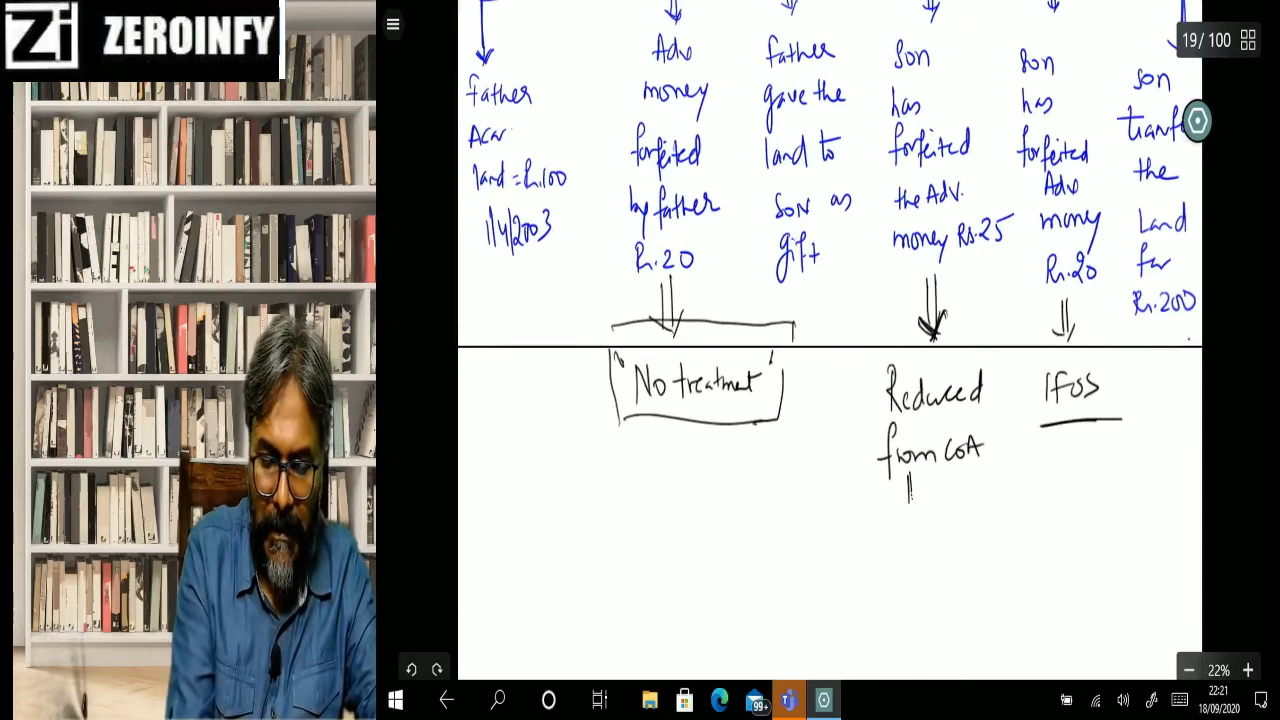 Zi ZEROINFY
19/100
father
Acqr
land = Rs.100
1/4/2003
Adv
money
forfeited
by father
Rs.20
father
gave the
land to
son as
gift
Son
has
forfeited
the Adv.
money Rs.25
Son
has
forfeited
Adv
money
Rs.20
son
the
Land
for
Rs.200
"No treatment"
Reduced
from COA
IFOS
22%
99+
22:21
18/09/2020